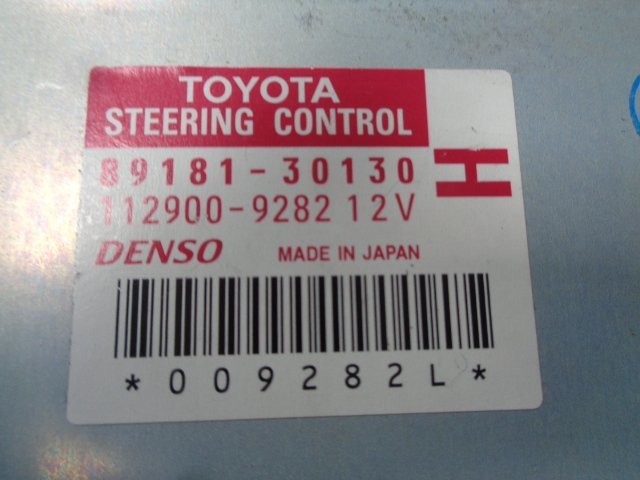 TOYOTA
STEERING CONTROL
89181-30130
H
112900-9282 12V
DENSO MADE IN JAPAN
*009282L*